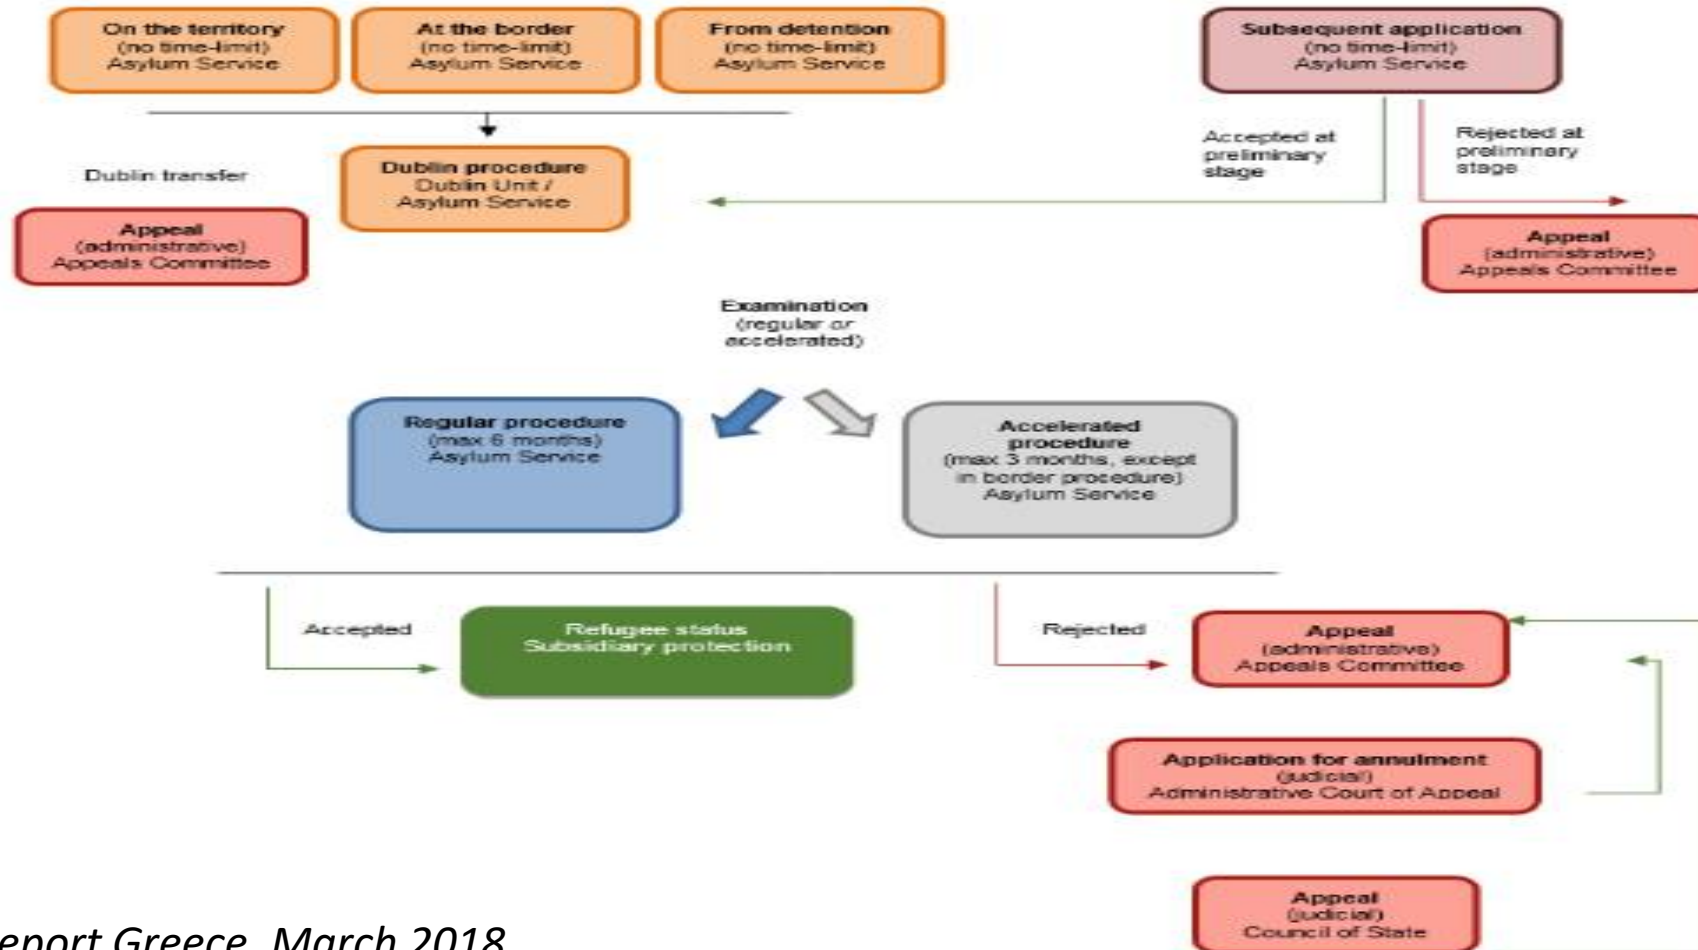 On the territory
(no time-limit)
Asylum Service
At the border
(no time-limit)
Asylum Service
From detention
(no time-limit)
Asylum Service
Subsequent application
(no time-limit)
Asylum Service
Accepted at
preliminary
stage
Rejected at
preliminary
stage
Dublin transfer
Dublin procedure
Dublin Unit /
Asylum Service
Appeal
(administrative)
Appeals Committee
Appeal
(administrative)
Appeals Committee
Examination
(regular or
accelerated)
Regular procedure
(max 6 months)
Asylum Service
Accelerated
procedure
(max 3 months, except
in border procedure)
Asylum Service
Accepted
Refugee status
Subsidiary protection
Rejected
Appeal
(administrative)
Appeals Committee
Application for annulment
(judicial)
Administrative Court of Appeal
Appeal
(judicial)
Council of State
eport Greece, March 2018